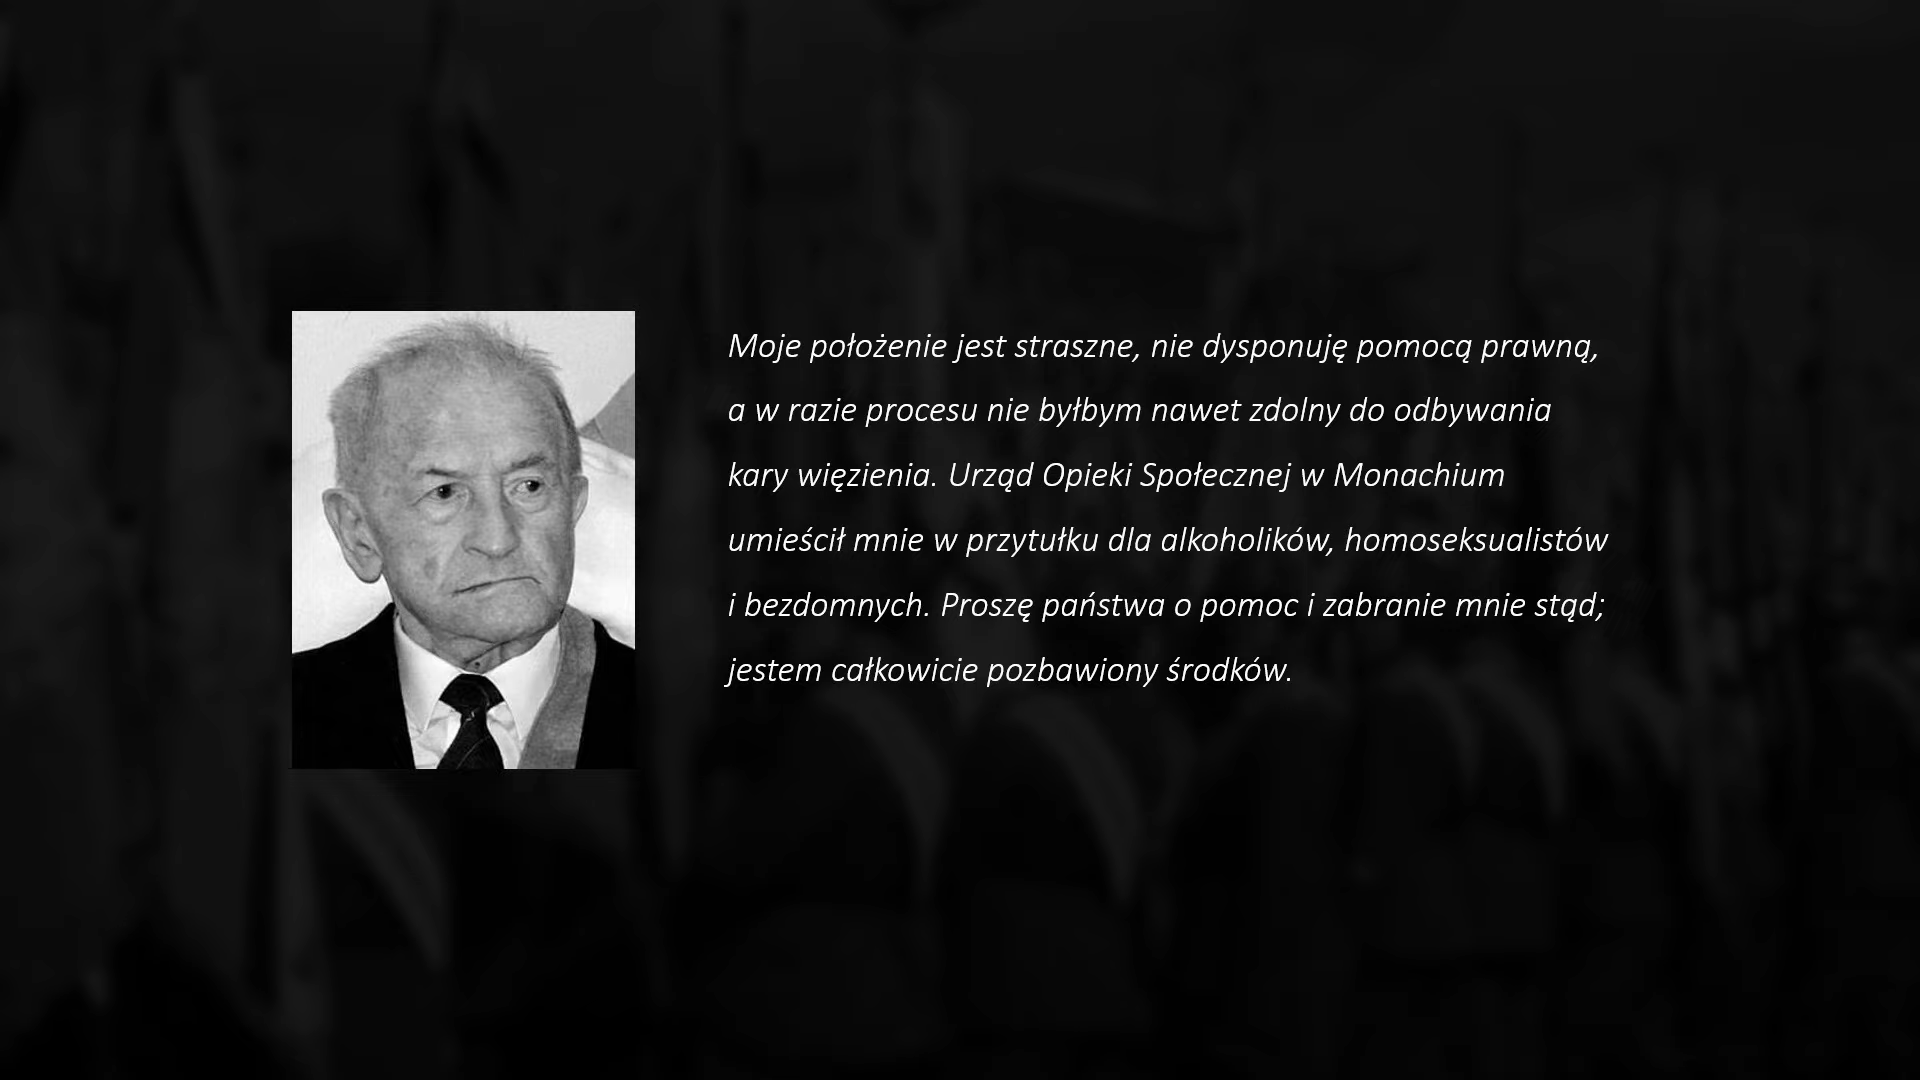 Moje położenie jest straszne, nie dysponuję pomocą prawną,
a w razie procesu nie byłbym nawet zdolny do odbywania
kary więzienia. Urząd Opieki Społecznej w Monachium
umieścił mnie w przytułku dla alkoholików, homoseksualistów
i bezdomnych. Proszę państwa o pomoc i zabranie mnie stąd;
jestem całkowicie pozbawiony środków.